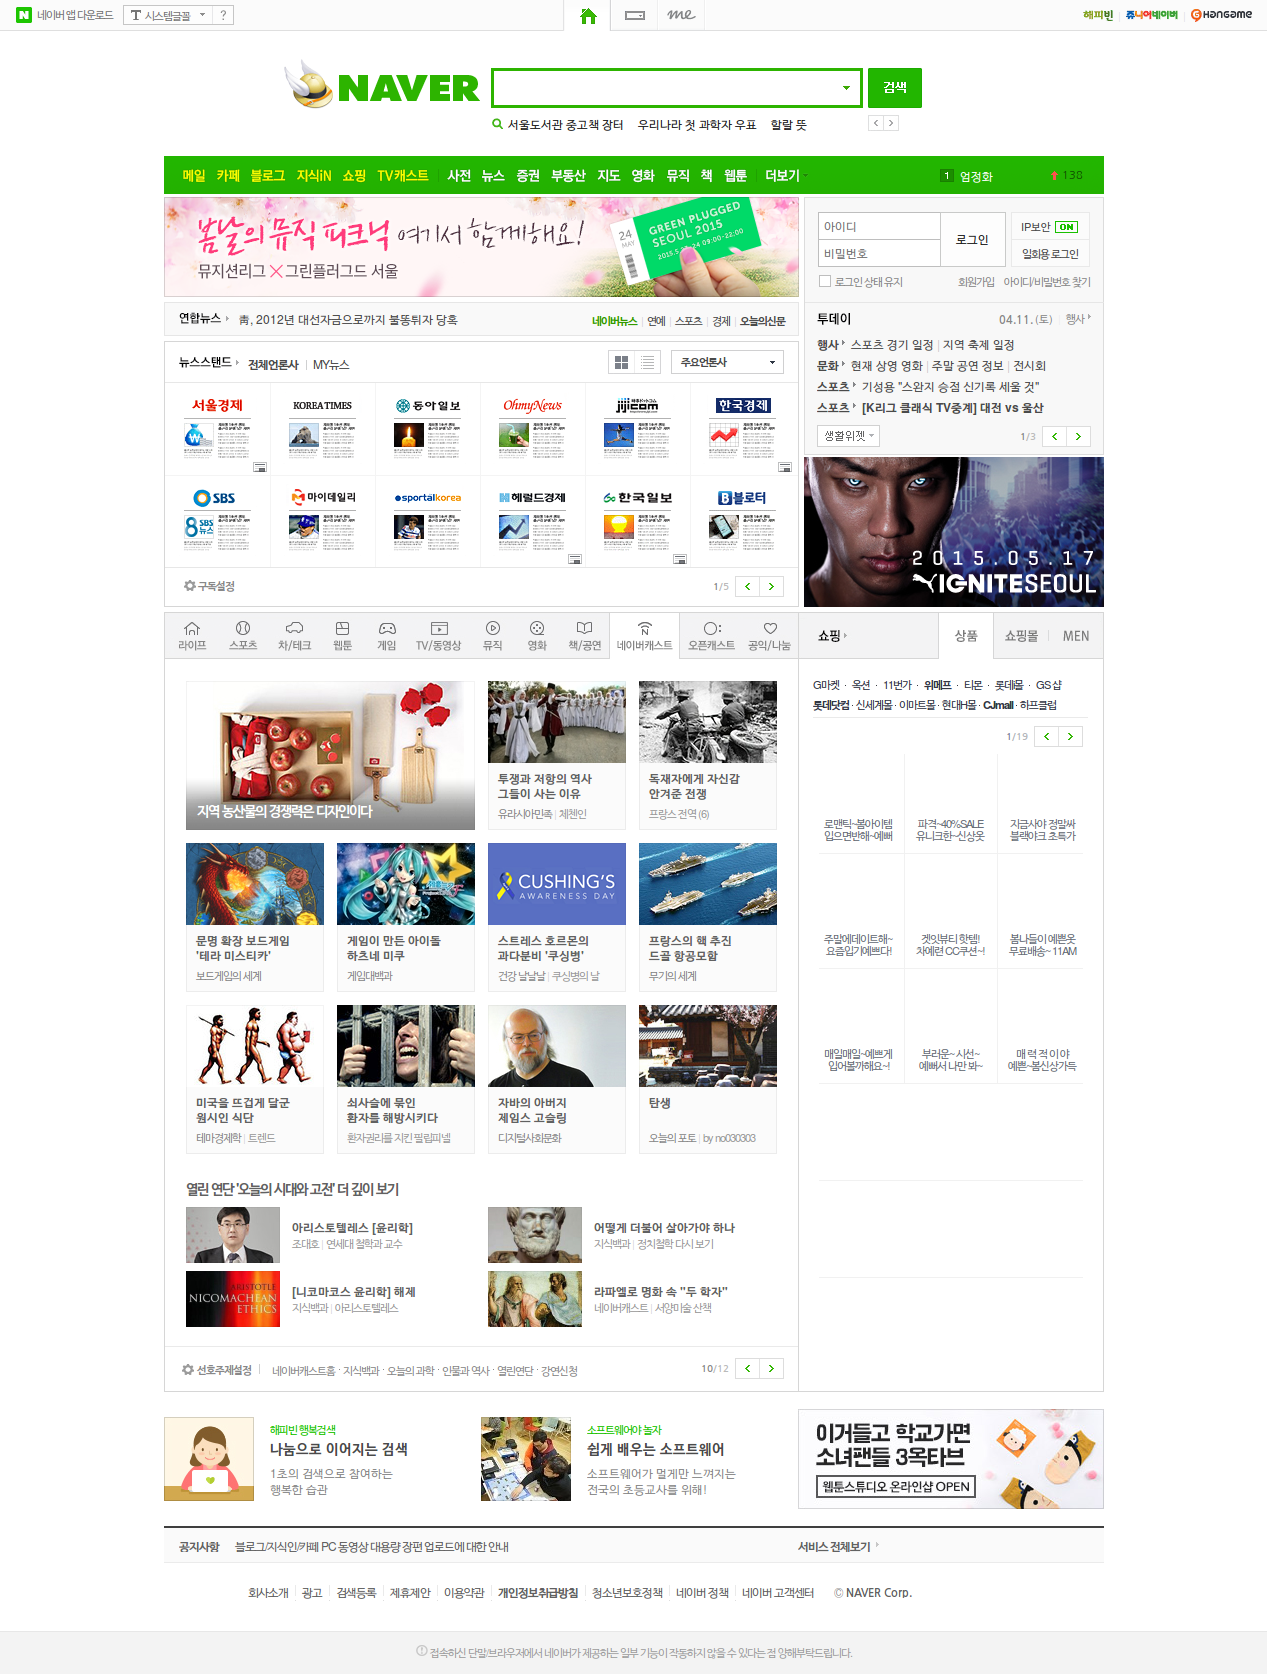 네이버 앱 다운로드
시스템글꼴
?
me
해피빈
쥬니어네이버
Hangame
NAVER
검색
서울도서관 중고책 장터 우리나라 첫 과학자 우표 할랄 뜻
메일 카페 블로그 지식iN 쇼핑 TV캐스트 사전 뉴스 증권 부동산 지도 영화 뮤직 책 웹툰 더보기
1 엄정화 138
봄날의 뮤직 피크닉 여기서 함께해요!
뮤지션리그 × 그린플러그드 서울
24 MAY
GREEN PLUGGED
SEOUL 2015
아이디
비밀번호
로그인
IP보안 ON
일회용 로그인
로그인 상태 유지
회원가입 아이디/비밀번호 찾기
연합뉴스 靑, 2012년 대선자금으로까지 불똥튀자 당혹
네이버뉴스 | 연예 | 스포츠 | 경제 | 오늘의신문
투데이 04.11.(토) 행사
행사 스포츠 경기 일정 | 지역 축제 일정
문화 현재 상영 영화 | 주말 공연 정보 | 전시회
스포츠 기성용 "스완지 승점 신기록 세울 것"
스포츠 [K리그 클래식 TV중계] 대전 vs 울산
생활위젯
1/3
뉴스스탠드 전체언론사 | MY뉴스
주요언론사
서울경제
KOREA TIMES
동아일보
OhmyNews
jijicom
한국경제
SBS
마이데일리
sportalkorea
헤럴드경제
한국일보
블로터
8 SBS 뉴스
구독설정
1/5
2015.05.17
IGNITESEOUL
라이프 스포츠 차/테크 웹툰 게임 TV/동영상 뮤직 영화 책/공연 네이버캐스트 오픈캐스트 공익/나눔
쇼핑 상품 쇼핑몰 MEN
G마켓 · 옥션 · 11번가 · 위메프 · 티몬 · 롯데몰 · GS샵
롯데닷컴 · 신세계몰 · 이마트몰 · 현대H몰 · CJmall · 하프클럽
1/19
로맨틱~봄아이템
입으면반해~예뻐
파격~40%SALE
유니크한~신상옷
지금사야 정말싸
블랙야크 초특가
주말에데이트해~
요즘입기예쁘다!
겟잇뷰티 핫템!
차예련 CC쿠션~!
봄나들이 예쁜옷
무료배송~ 11AM
매일매일~예쁘게
입어볼까해요~!
부러운~ 시선~
예뻐서 나만 봐~
매 력 적 이 야
예쁜~봄신상가득
지역 농산물의 경쟁력은 디자인이다
투쟁과 저항의 역사
그들이 사는 이유
유라시아민족 | 체첸인
독재자에게 자신감
안겨준 전쟁
프랑스 전역 (6)
문명 확장 보드게임
'테라 미스티카'
보드게임의 세계
게임이 만든 아이돌
하츠네 미쿠
게임대백과
CUSHING'S
AWARENESS DAY
스트레스 호르몬의
과다분비 '쿠싱병'
건강 날날날 | 쿠싱병의 날
프랑스의 핵 추진
드골 항공모함
무기의 세계
미국을 뜨겁게 달군
원시인 식단
테마경제학 | 트렌드
쇠사슬에 묶인
환자를 해방시키다
환자권리를 지킨 필립피넬
자바의 아버지
제임스 고슬링
디지털사회문화
탄생
오늘의 포토 | by no030303
열린 연단 '오늘의 시대와 고전' 더 깊이 보기
아리스토텔레스 [윤리학]
조대호 | 연세대 철학과 교수
어떻게 더불어 살아가야 하나
지식백과 | 정치철학 다시 보기
ARISTOTLE
NICOMACHEAN
ETHICS
[니코마코스 윤리학] 해제
지식백과 | 아리스토텔레스
라파엘로 명화 속 "두 학자"
네이버캐스트 | 서양미술 산책
선호주제설정 | 네이버캐스트홈 · 지식백과 · 오늘의 과학 · 인물과 역사 · 열린연단 · 강연신청
10/12
해피빈 행복검색
나눔으로 이어지는 검색
1초의 검색으로 참여하는
행복한 습관
소프트웨어야 놀자
쉽게 배우는 소프트웨어
소프트웨어가 멀게만 느껴지는
전국의 초등교사를 위해!
이거들고 학교가면
소녀팬들 3옥타브
웹툰스튜디오 온라인샵 OPEN
공지사항 블로그/지식인/카페 PC 동영상 대용량 장편 업로드에 대한 안내
서비스 전체보기
회사소개 광고 검색등록 제휴제안 이용약관 개인정보취급방침 청소년보호정책 네이버 정책 네이버 고객센터 © NAVER Corp.
접속하신 단말/브라우저에서 네이버가 제공하는 일부 기능이 작동하지 않을 수 있다는 점 양해부탁드립니다.